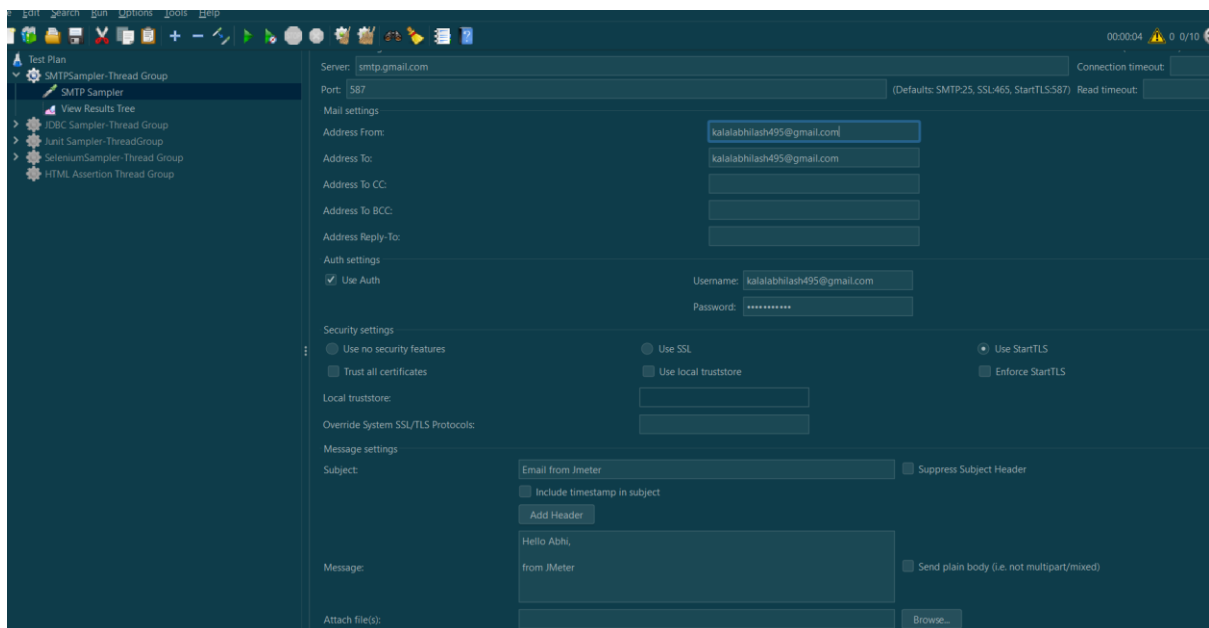 Edit Search Run Options Tools Help
00:00:04 0 0/10
Test Plan
SMTPSampler-Thread Group
SMTP Sampler
View Results Tree
JDBC Sampler-Thread Group
Junit Sampler-ThreadGroup
SeleniumSampler-Thread Group
HTML Assertion Thread Group
Server: smtp.gmail.com Connection timeout:
Port: 587 (Defaults: SMTP:25, SSL:465, StartTLS:587) Read timeout:
Mail settings
Address From: kalalabhilash495@gmail.com
Address To: kalalabhilash495@gmail.com
Address To CC:
Address To BCC:
Address Reply-To:
Auth settings
Use Auth Username: kalalabhilash495@gmail.com
Password: •••••••••••
Security settings
Use no security features Use SSL Use StartTLS
Trust all certificates Use local truststore Enforce StartTLS
Local truststore:
Override System SSL/TLS Protocols:
Message settings
Subject: Email from Jmeter Suppress Subject Header
Include timestamp in subject
Add Header
Hello Abhi,
Message: from JMeter Send plain body (i.e. not multipart/mixed)
Attach file(s): Browse...